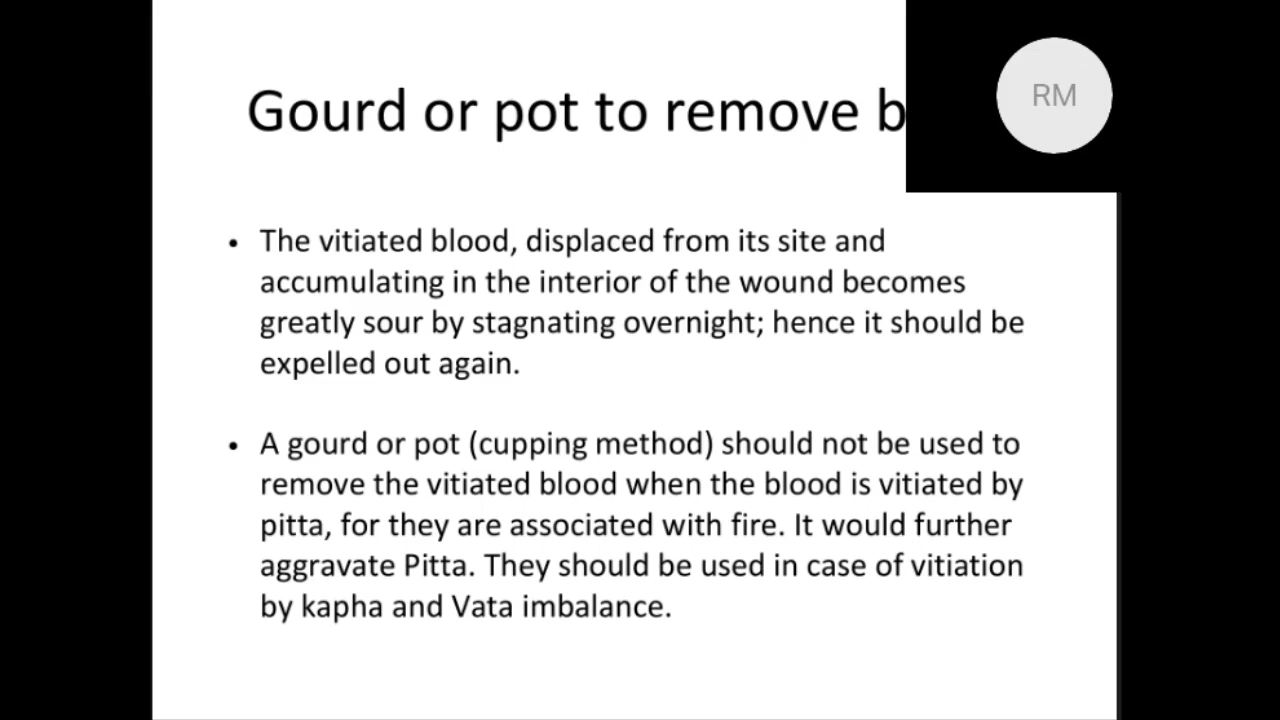 Gourd or pot to remove b
RM
• The vitiated blood, displaced from its site and
accumulating in the interior of the wound becomes
greatly sour by stagnating overnight; hence it should be
expelled out again.
• A gourd or pot (cupping method) should not be used to
remove the vitiated blood when the blood is vitiated by
pitta, for they are associated with fire. It would further
aggravate Pitta. They should be used in case of vitiation
by kapha and Vata imbalance.